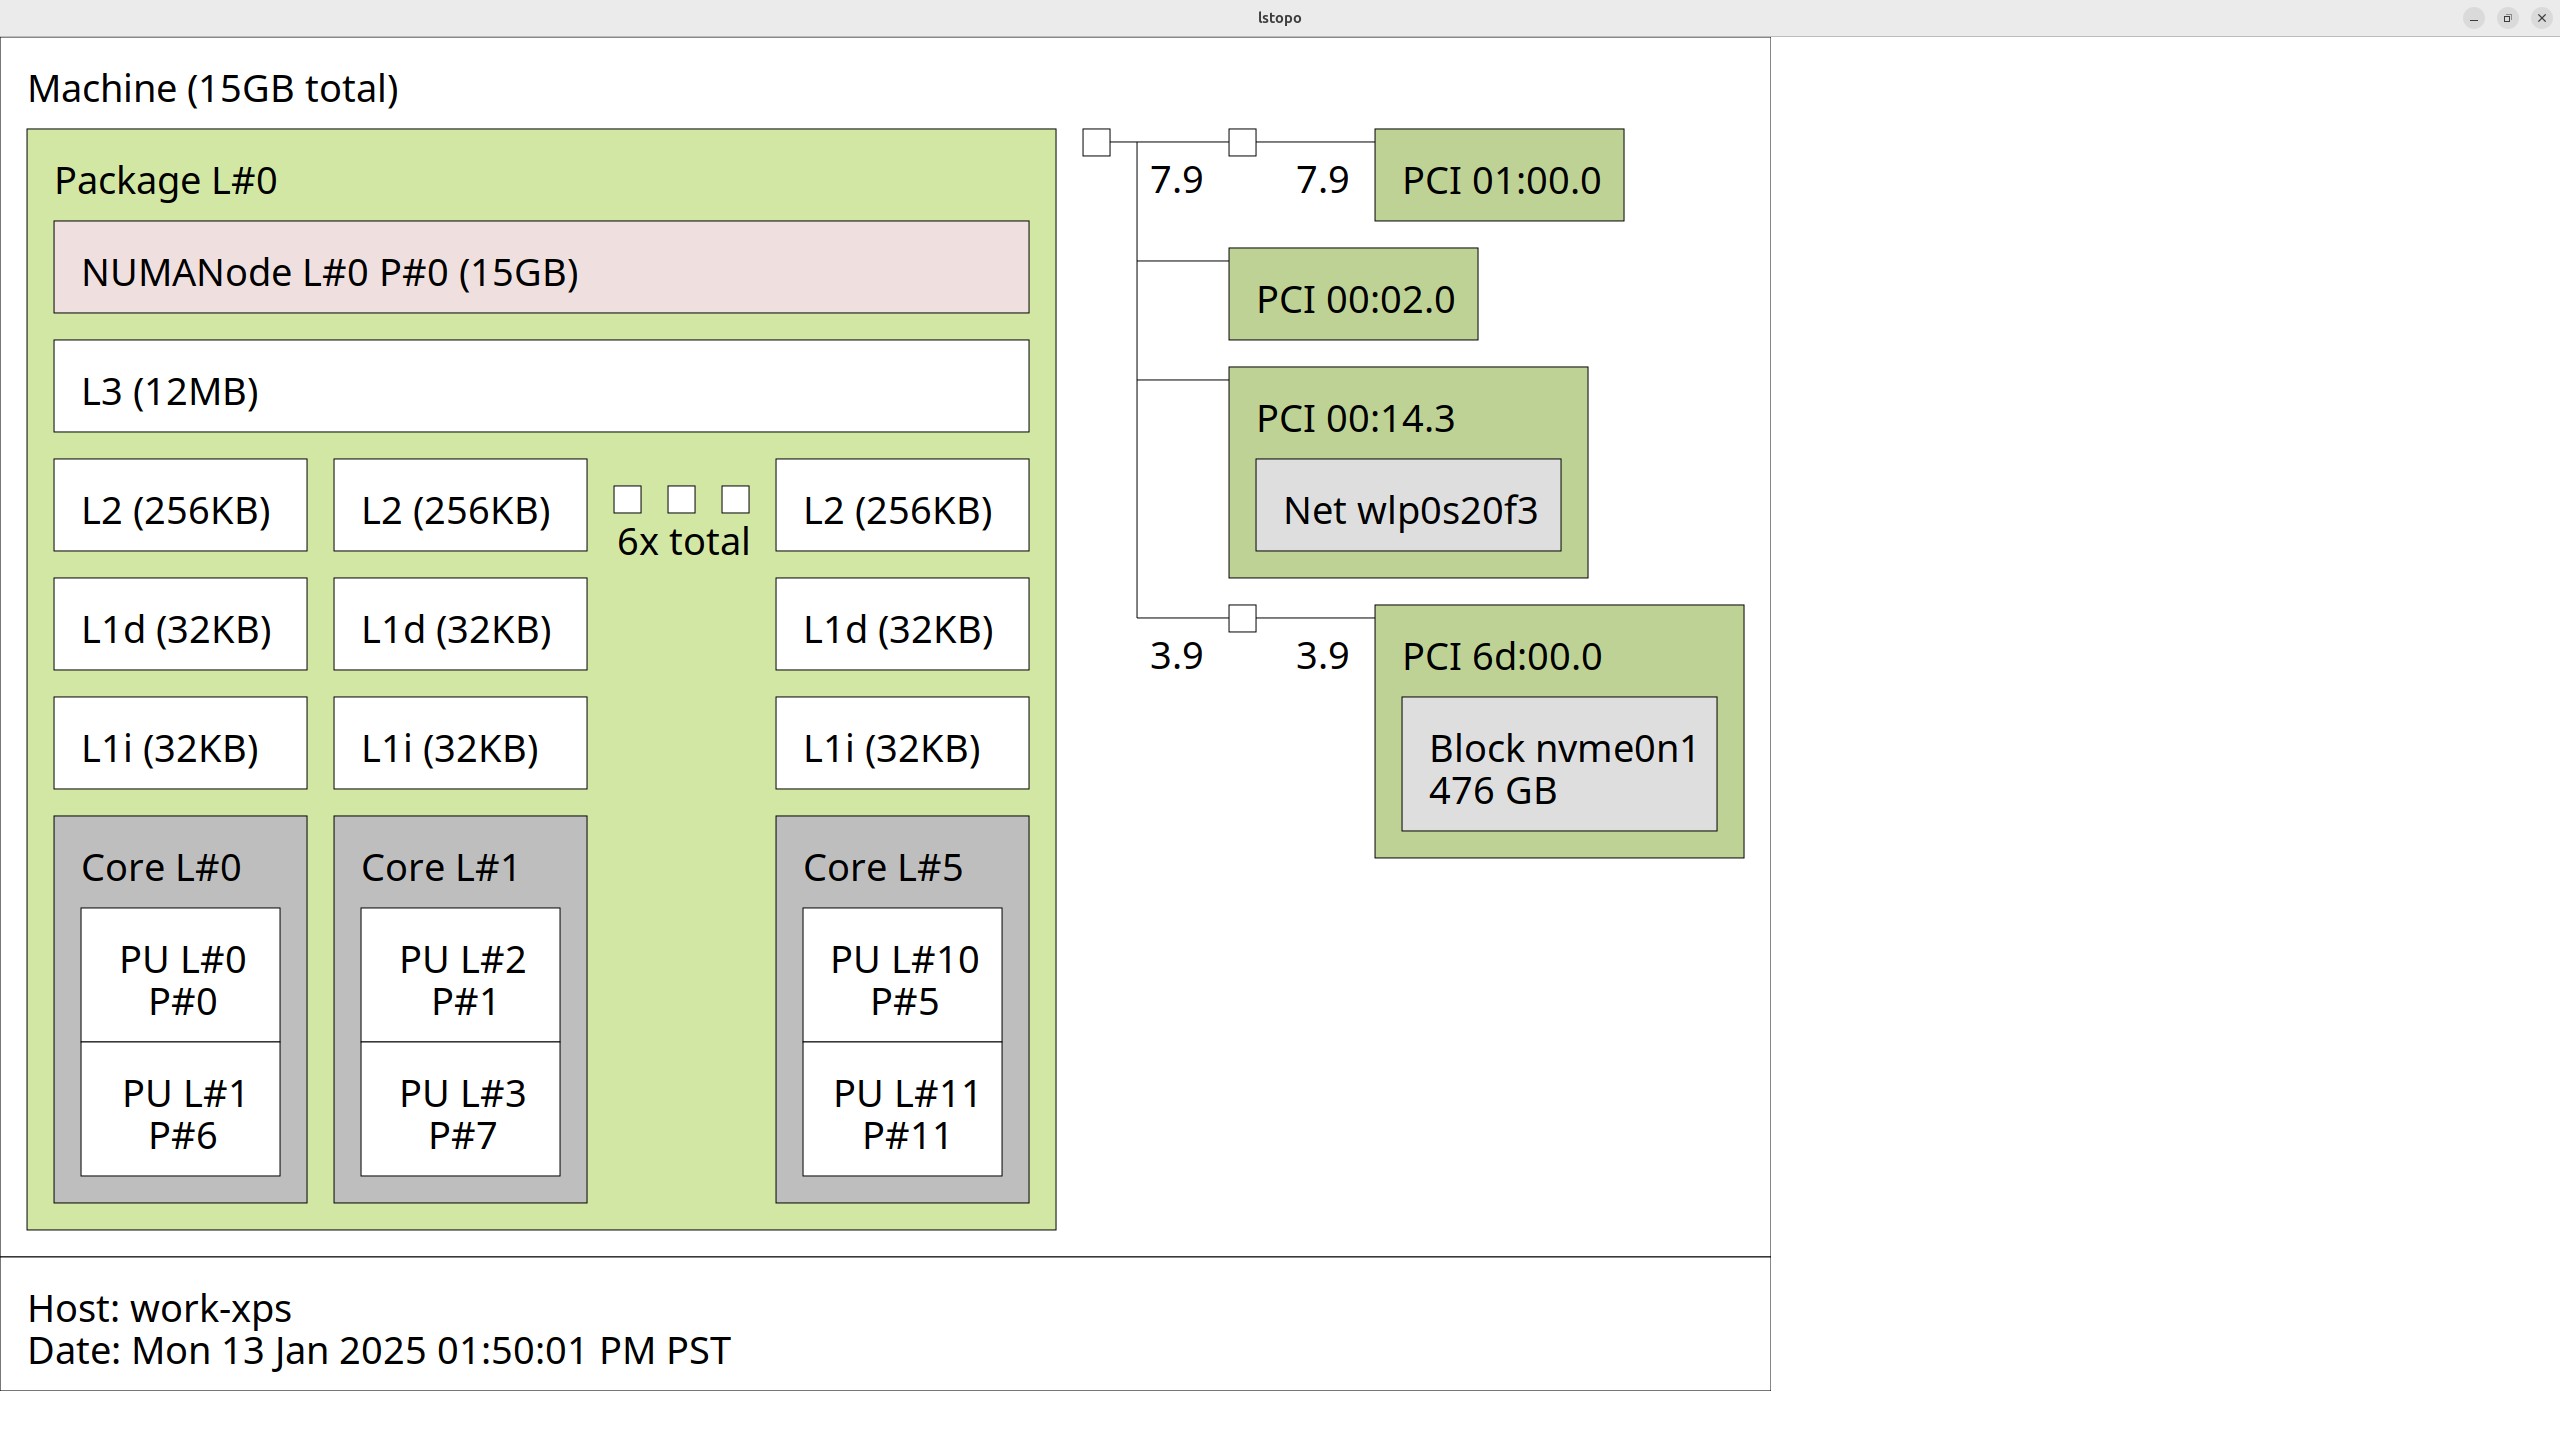 lstopo
Machine (15GB total)
Package L#0
NUMANode L#0 P#0 (15GB)
L3 (12MB)
L2 (256KB) L2 (256KB) L2 (256KB)
6x total
L1d (32KB) L1d (32KB) L1d (32KB)
L1i (32KB) L1i (32KB) L1i (32KB)
Core L#0 Core L#1 Core L#5
PU L#0 PU L#2 PU L#10
P#0 P#1 P#5
PU L#1 PU L#3 PU L#11
P#6 P#7 P#11
7.9 7.9 PCI 01:00.0
PCI 00:02.0
PCI 00:14.3
Net wlp0s20f3
3.9 3.9 PCI 6d:00.0
Block nvme0n1
476 GB
Host: work-xps
Date: Mon 13 Jan 2025 01:50:01 PM PST